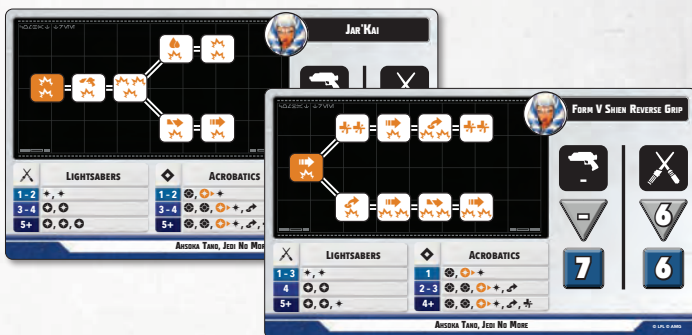 JAR'KAI
LIGHTSABERS
ACROBATICS
1-2
1-2
3-4
3-4
5+
5+
AHSOKA TANO, JEDI NO MOR
FORM V SHIEN REVERSE GRIP
-
- 6
7 6
LIGHTSABERS
ACROBATICS
1-3
1
4
2-3
5+
4+
AHSOKA TANO, JEDI NO MORE
© LFL © AMG